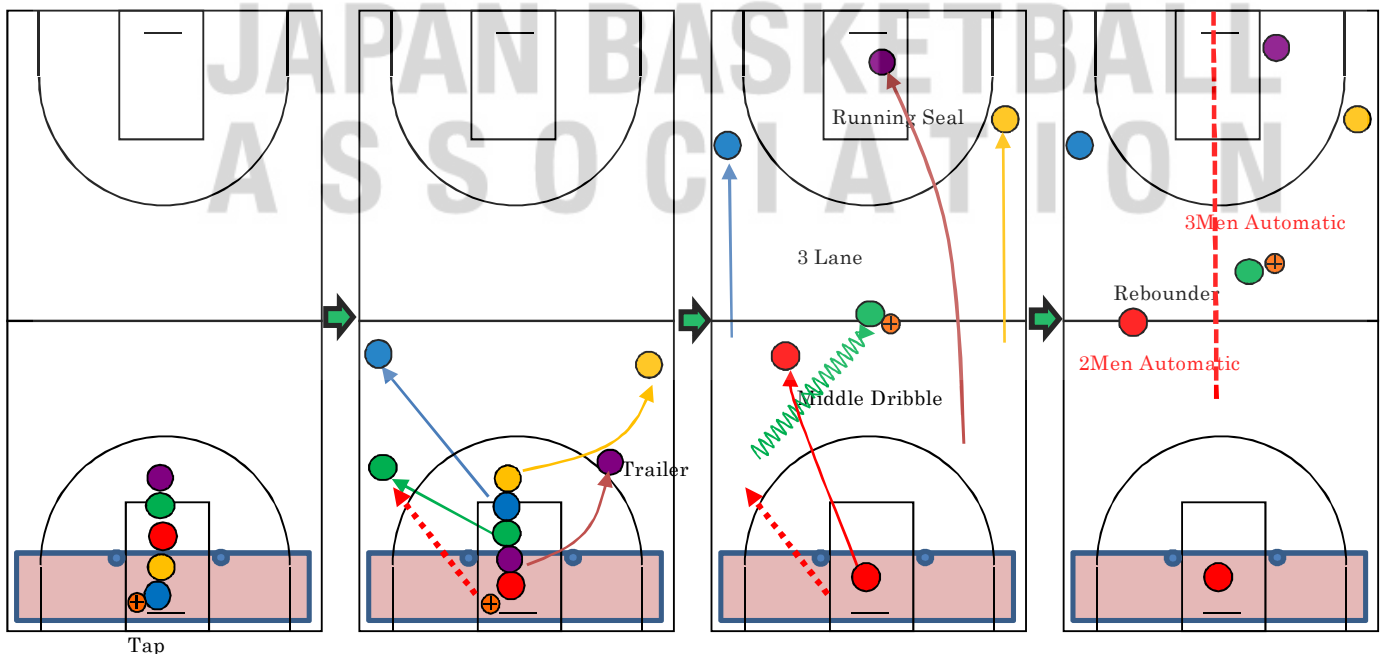 JAPAN BASKETBALL
ASSOCIATION
Tap
Trailer
Running Seal
3 Lane
Middle Dribble
3Men Automatic
Rebounder
2Men Automatic